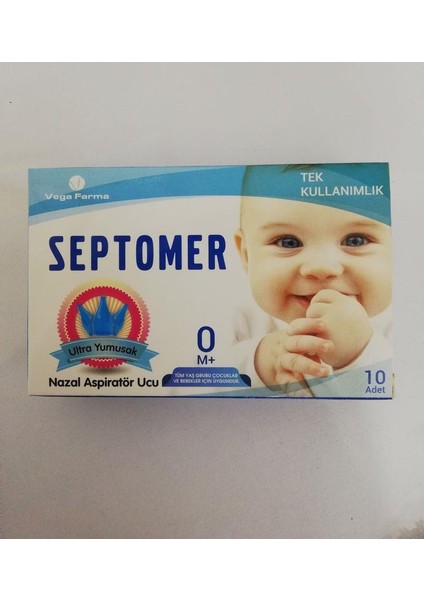 Vega Farma
TEK
KULLANIMLIK
SEPTOMER
Ultra Yumusak
0
M+
Nazal Aspiratör Ucu
TÜM YAŞ GRUBU ÇOCUKLAR
VE BEBEKLER İÇİN UYGUNDUR.
10
Adet